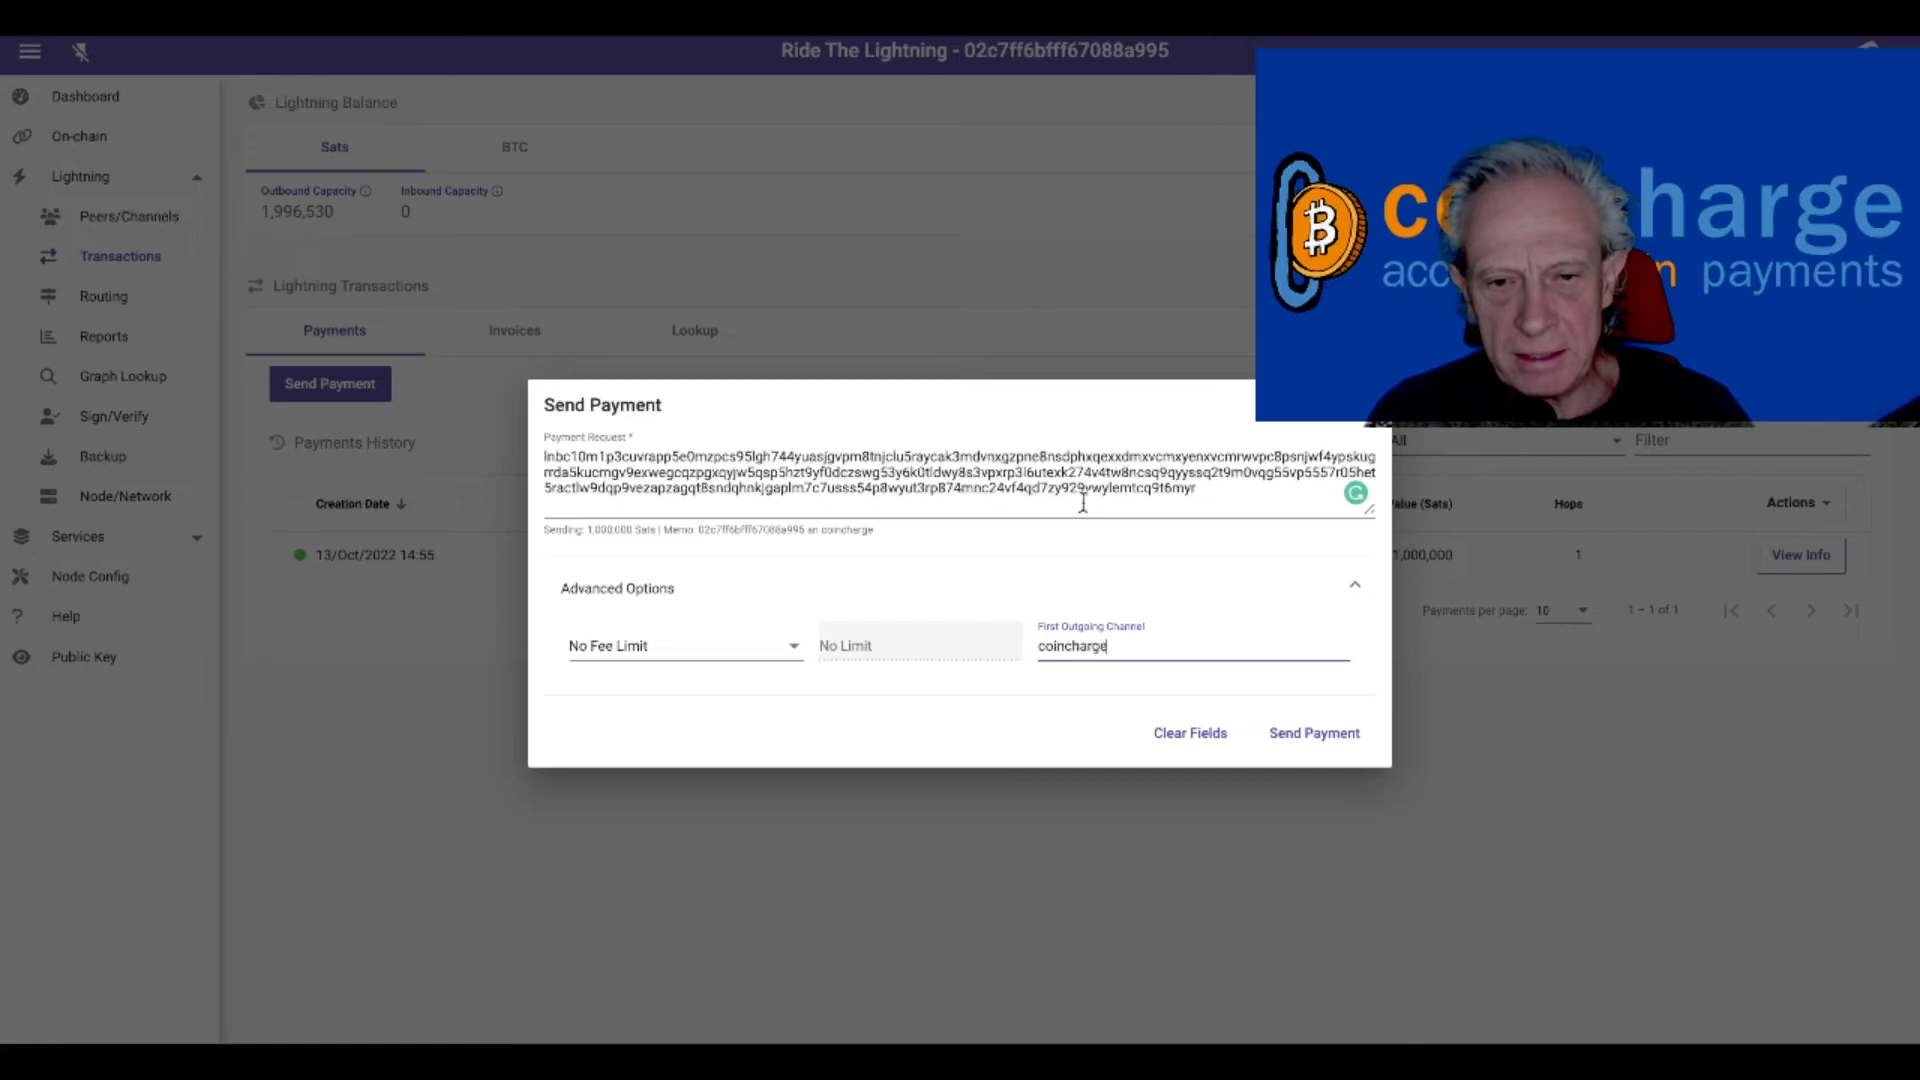 Ride The Lightning - 02c7ff6bfff67088a995
Dashboard
On-chain
Lightning
Peers/Channels
Transactions
Routing
Reports
Graph Lookup
Sign/Verify
Backup
Node/Network
Services
Node Config
Help
Public Key
Lightning Balance
Sats
BTC
Outbound Capacity
Inbound Capacity
1,996,530
0
Lightning Transactions
Payments
Invoices
Lookup
Send Payment
Payments History
All
Filter
Creation Date
Value (Sats)
Hops
Actions
13/Oct/2022 14:55
1,000,000
1
View Info
Payments per page:
10
1 – 1 of 1
Send Payment
Payment Request *
Sending: 1,000,000 Sats | Memo: 02c7ff6bfff67088a995 an coincharge
Advanced Options
No Fee Limit
No Limit
First Outgoing Channel
coincharge
Clear Fields
Send Payment
harge
payments